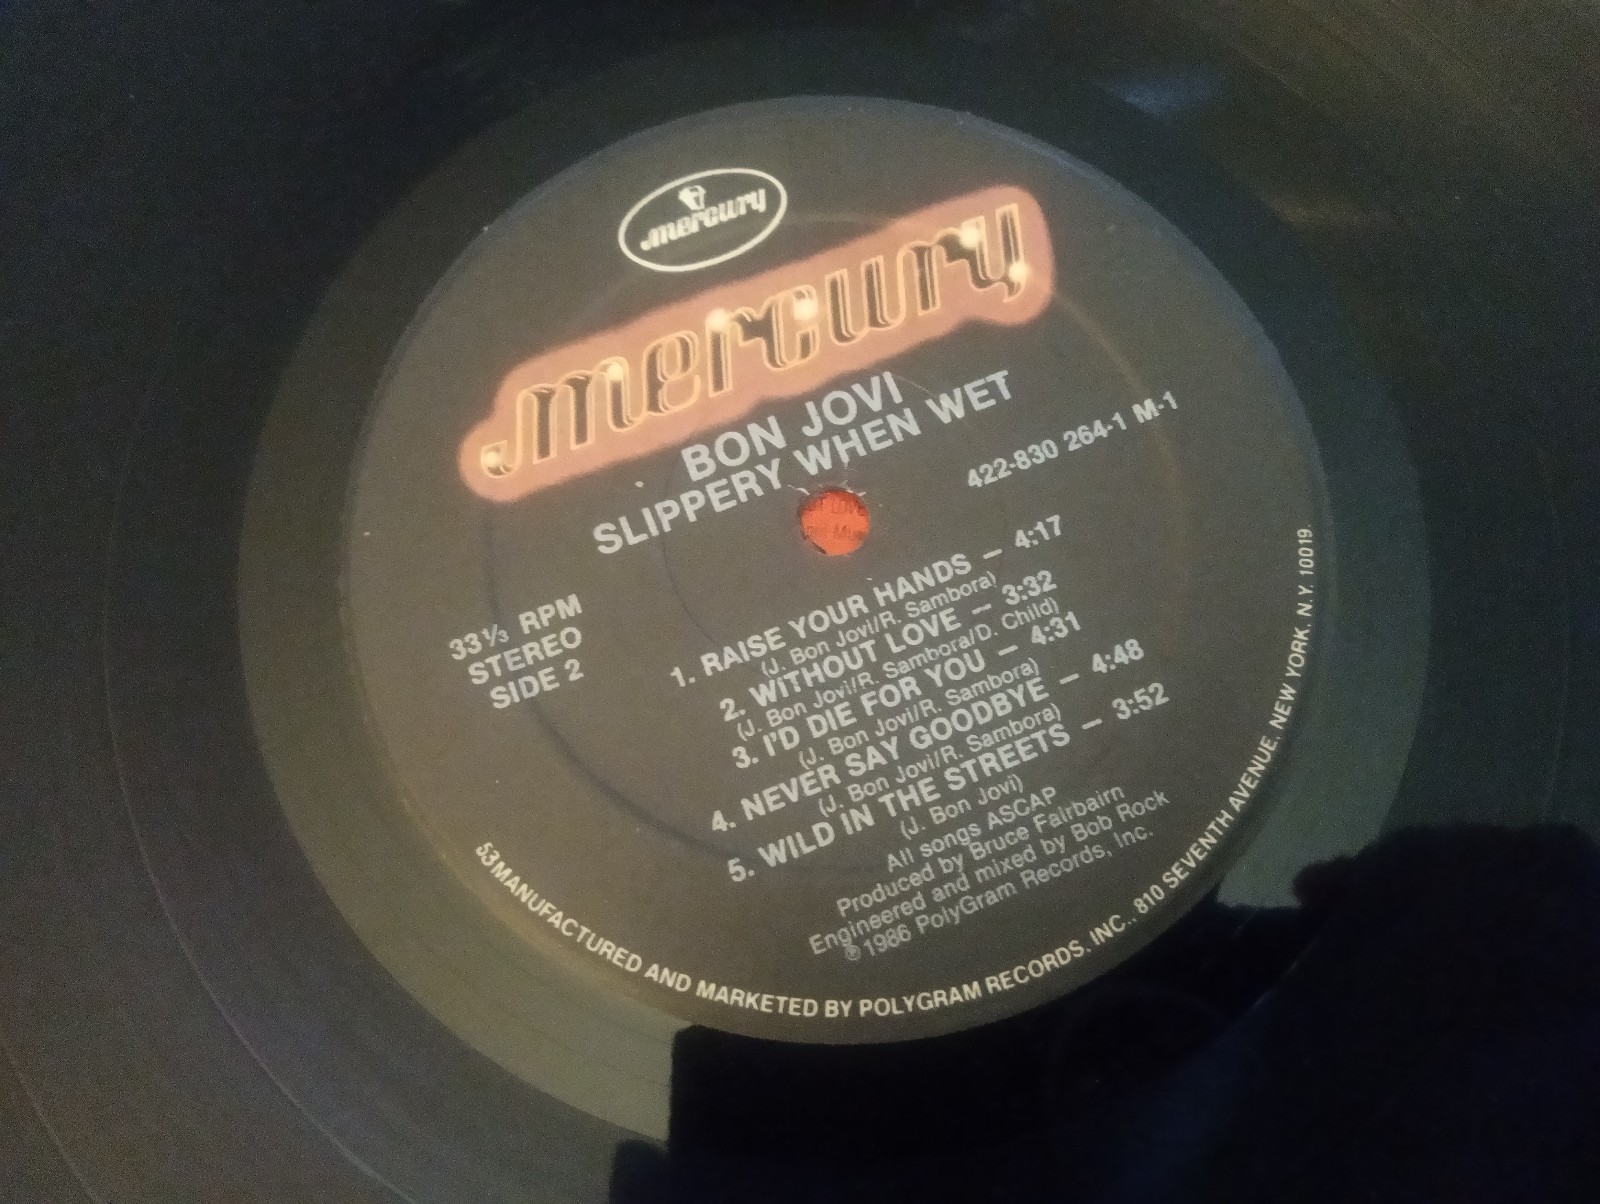 mercury
mercury
BON JOVI
SLIPPERY WHEN WET
422-830 264-1 M-1
33⅓ RPM
STEREO
SIDE 2
1. RAISE YOUR HANDS – 4:17
(J. Bon Jovi/R. Sambora)
2. WITHOUT LOVE – 3:32
(J. Bon Jovi/R. Sambora/D. Child)
3. I'D DIE FOR YOU – 4:31
(J. Bon Jovi/R. Sambora)
4. NEVER SAY GOODBYE – 4:48
(J. Bon Jovi/R. Sambora)
5. WILD IN THE STREETS – 3:52
(J. Bon Jovi)
All songs ASCAP
Produced by Bruce Fairbairn
Engineered and mixed by Bob Rock
℗ 1986 PolyGram Records, Inc.
53 MANUFACTURED AND MARKETED BY POLYGRAM RECORDS, INC., 810 SEVENTH AVENUE, NEW YORK, N.Y. 10019.